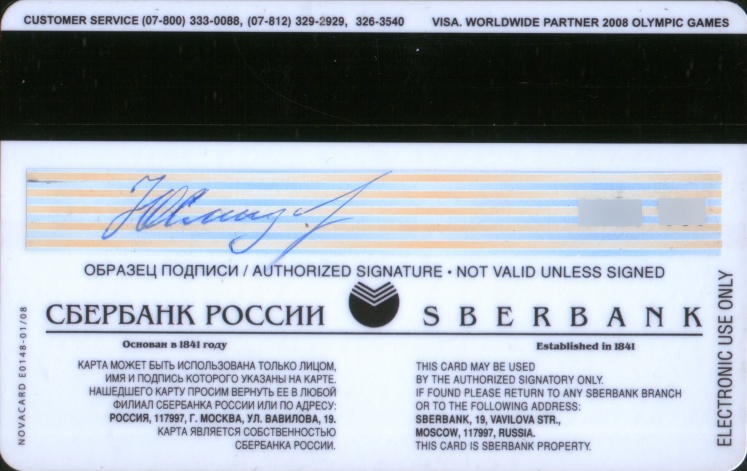 CUSTOMER SERVICE (07-800) 333-0088, (07-812) 329-2929, 326-3540
VISA. WORLDWIDE PARTNER 2008 OLYMPIC GAMES
ОБРАЗЕЦ ПОДПИСИ / AUTHORIZED SIGNATURE • NOT VALID UNLESS SIGNED
СБЕРБАНК РОССИИ
Основан в 1841 году
КАРТА МОЖЕТ БЫТЬ ИСПОЛЬЗОВАНА ТОЛЬКО ЛИЦОМ,
ИМЯ И ПОДПИСЬ КОТОРОГО УКАЗАНЫ НА КАРТЕ.
НАШЕДШЕГО КАРТУ ПРОСИМ ВЕРНУТЬ ЕЕ В ЛЮБОЙ
ФИЛИАЛ СБЕРБАНКА РОССИИ ИЛИ ПО АДРЕСУ:
РОССИЯ, 117997, Г. МОСКВА, УЛ. ВАВИЛОВА, 19.
КАРТА ЯВЛЯЕТСЯ СОБСТВЕННОСТЬЮ
СБЕРБАНКА РОССИИ.
SBERBANK
Established in 1841
THIS CARD MAY BE USED
BY THE AUTHORIZED SIGNATORY ONLY.
IF FOUND PLEASE RETURN TO ANY SBERBANK BRANCH
OR TO THE FOLLOWING ADDRESS:
SBERBANK, 19, VAVILOVA STR.,
MOSCOW, 117997, RUSSIA.
THIS CARD IS SBERBANK PROPERTY.
NOVACARD E0148-01/08
ELECTRONIC USE ONLY